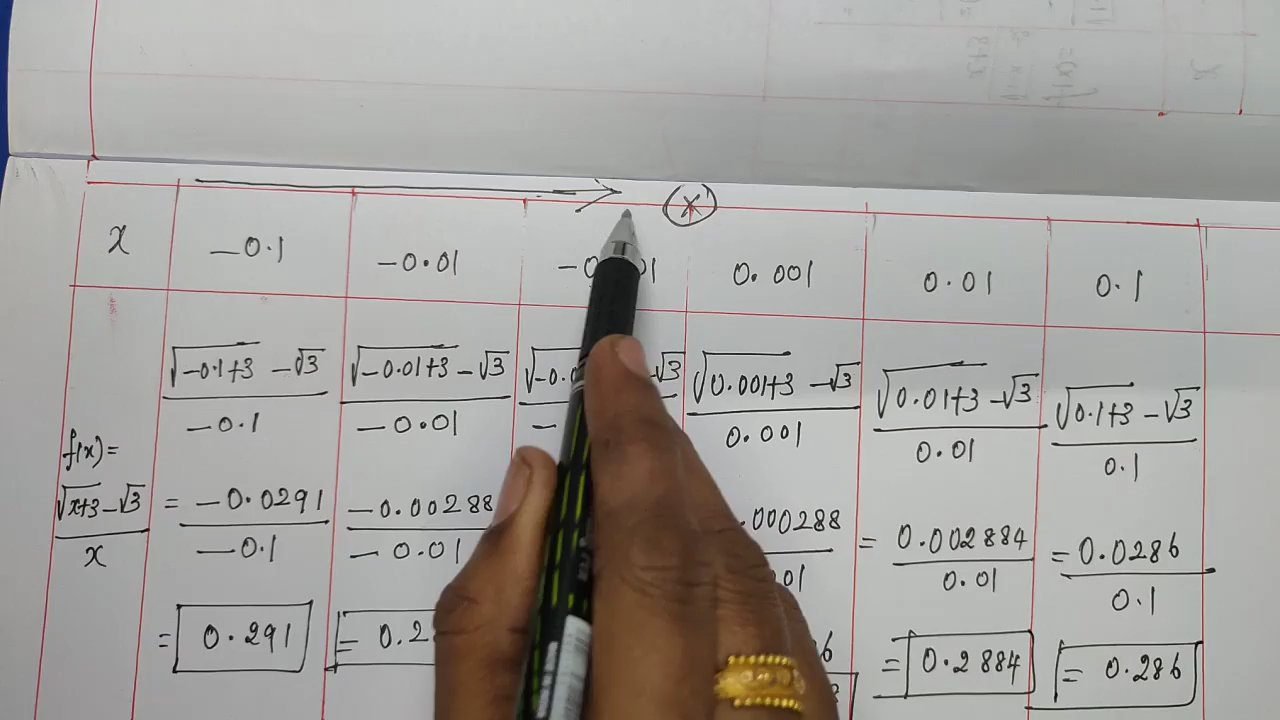 x
x -0.1 -0.01 0.001 0.01 0.1
f(x)= √x+3 -√3 / x
√-0.1+3 -√3 / -0.1 √-0.01+3 -√3 / -0.01 √0.001+3 -√3 / 0.001 √0.01+3 -√3 / 0.01 √0.1+3 -√3 / 0.1
= -0.0291 / -0.1 -0.00288 / -0.01 .000288 = 0.002884 / 0.01 = 0.0286 / 0.1
= 0.291 = 0.2 = 0.2884 = 0.286